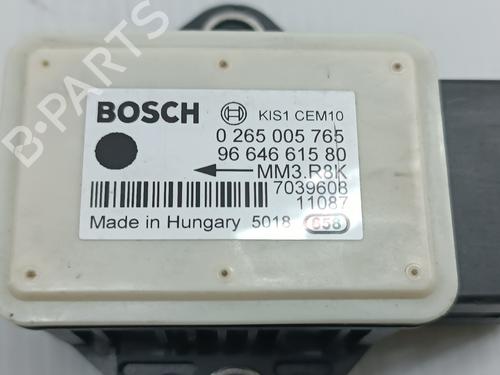 B-PARTS
BOSCH KIS1 CEM10
0 265 005 765
96 646 615 80
MM3.R8K
7039608
11087
Made in Hungary 5018 058